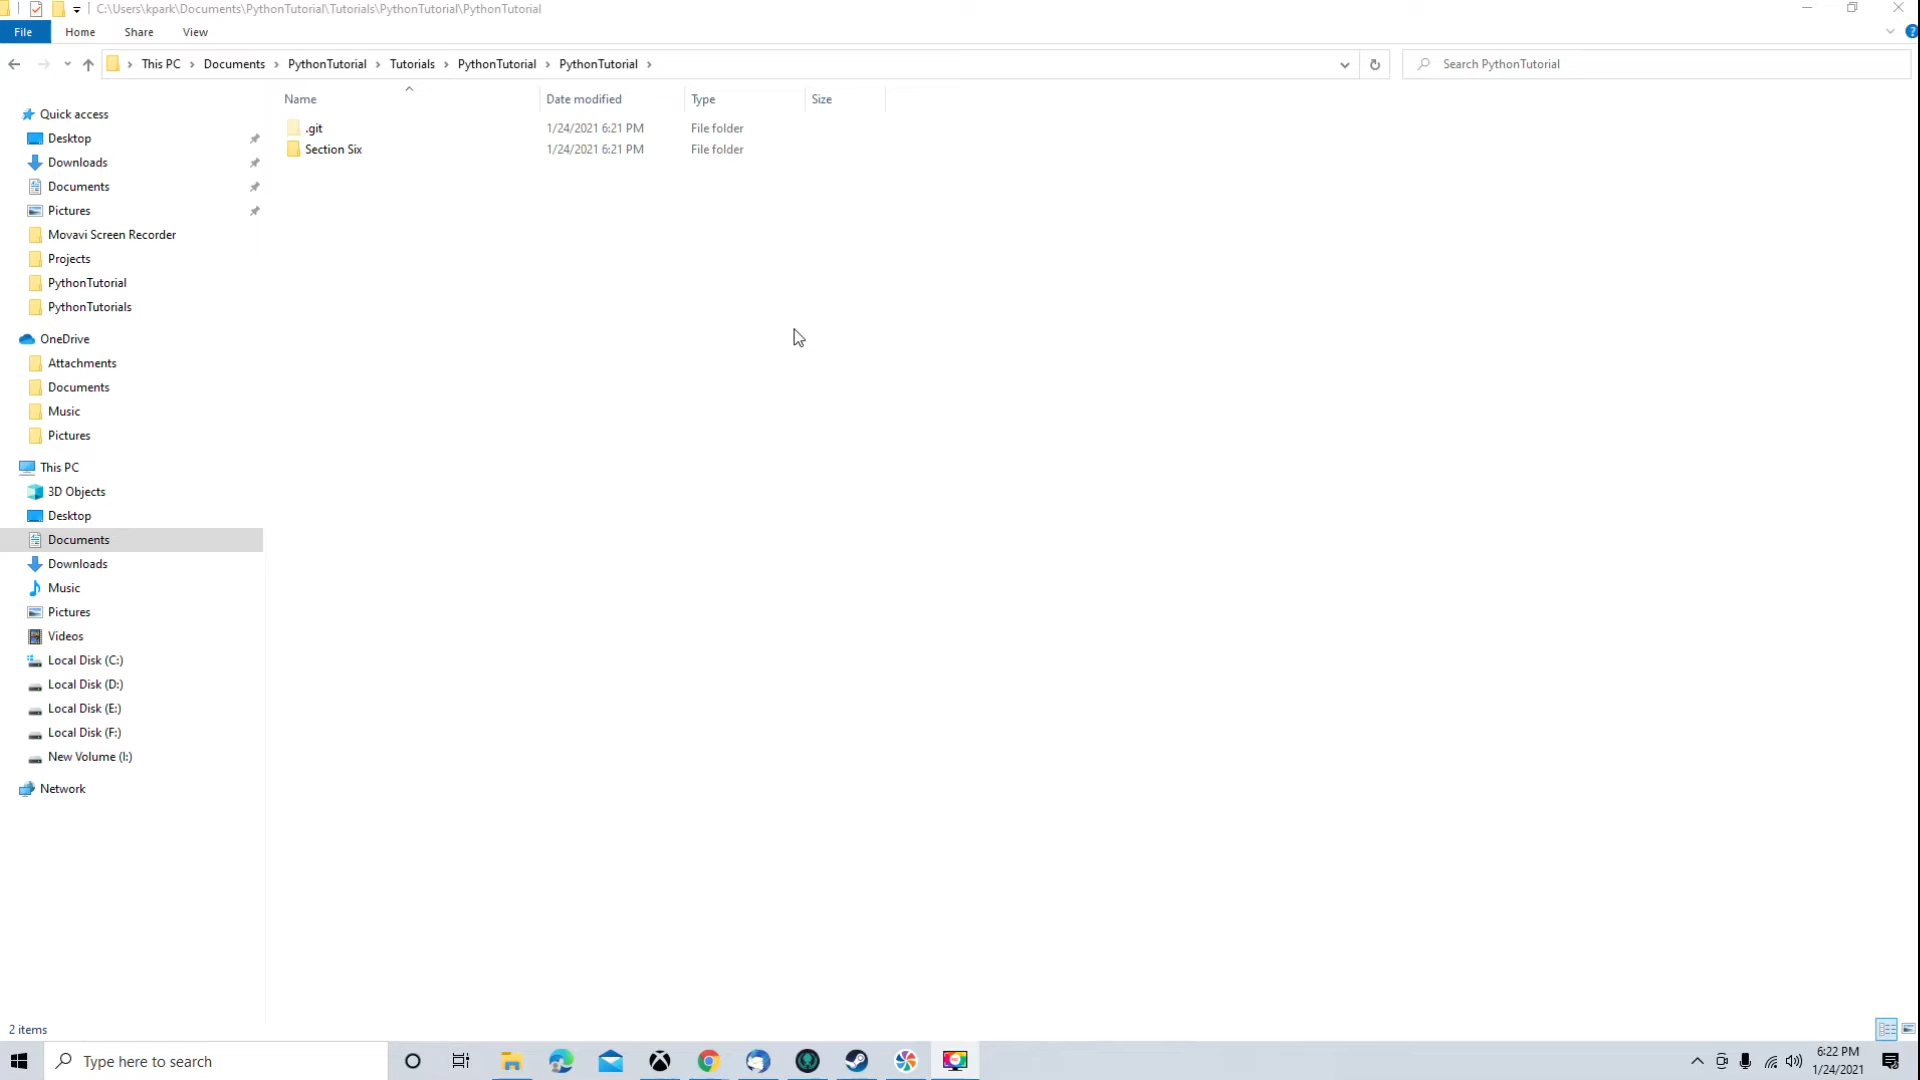 C:\Users\kpark\Documents\PythonTutorial\Tutorials\PythonTutorial\PythonTutorial
File Home Share View
This PC Documents PythonTutorial Tutorials PythonTutorial PythonTutorial Search PythonTutorial
Name Date modified Type Size
.git 1/24/2021 6:21 PM File folder
Section Six 1/24/2021 6:21 PM File folder
Quick access
Desktop
Downloads
Documents
Pictures
Movavi Screen Recorder
Projects
PythonTutorial
PythonTutorials
OneDrive
Attachments
Documents
Music
Pictures
This PC
3D Objects
Desktop
Documents
Downloads
Music
Pictures
Videos
Local Disk (C:)
Local Disk (D:)
Local Disk (E:)
Local Disk (F:)
New Volume (I:)
Network
2 items
Type here to search
6:22 PM
1/24/2021